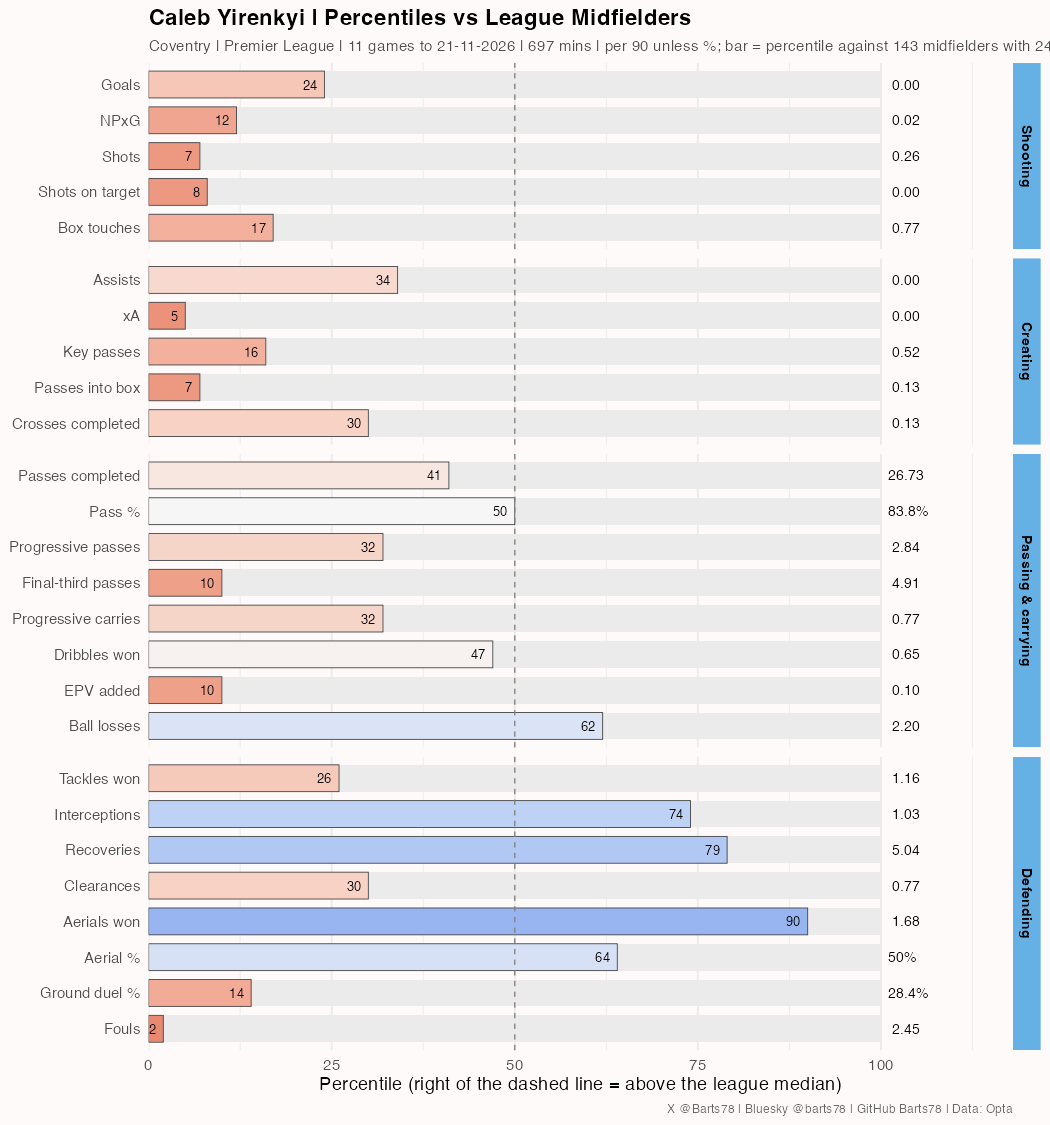 Caleb Yirenkyi | Percentiles vs League Midfielders
Coventry | Premier League | 11 games to 21-11-2026 | 697 mins | per 90 unless %; bar = percentile against 143 midfielders with 24
Shooting
Goals 24 0.00
NPxG 12 0.02
Shots 7 0.26
Shots on target 8 0.00
Box touches 17 0.77
Creating
Assists 34 0.00
xA 5 0.00
Key passes 16 0.52
Passes into box 7 0.13
Crosses completed 30 0.13
Passing & carrying
Passes completed 41 26.73
Pass % 50 83.8%
Progressive passes 32 2.84
Final-third passes 10 4.91
Progressive carries 32 0.77
Dribbles won 47 0.65
EPV added 10 0.10
Ball losses 62 2.20
Defending
Tackles won 26 1.16
Interceptions 74 1.03
Recoveries 79 5.04
Clearances 30 0.77
Aerials won 90 1.68
Aerial % 64 50%
Ground duel % 14 28.4%
Fouls 2 2.45
0 25 50 75 100
Percentile (right of the dashed line = above the league median)
X @Barts78 | Bluesky @barts78 | GitHub Barts78 | Data: Opta